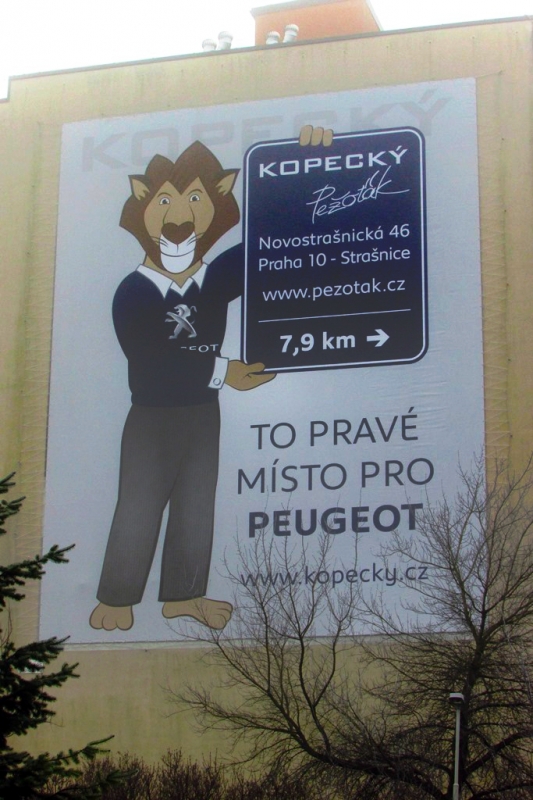 KOPECKÝ
KOPECKÝ
Pežoťák
Novostrašnická 46
Praha 10 - Strašnice
www.pezotak.cz
7,9 km →
TO PRAVÉ
MÍSTO PRO
PEUGEOT
www.kopecky.cz